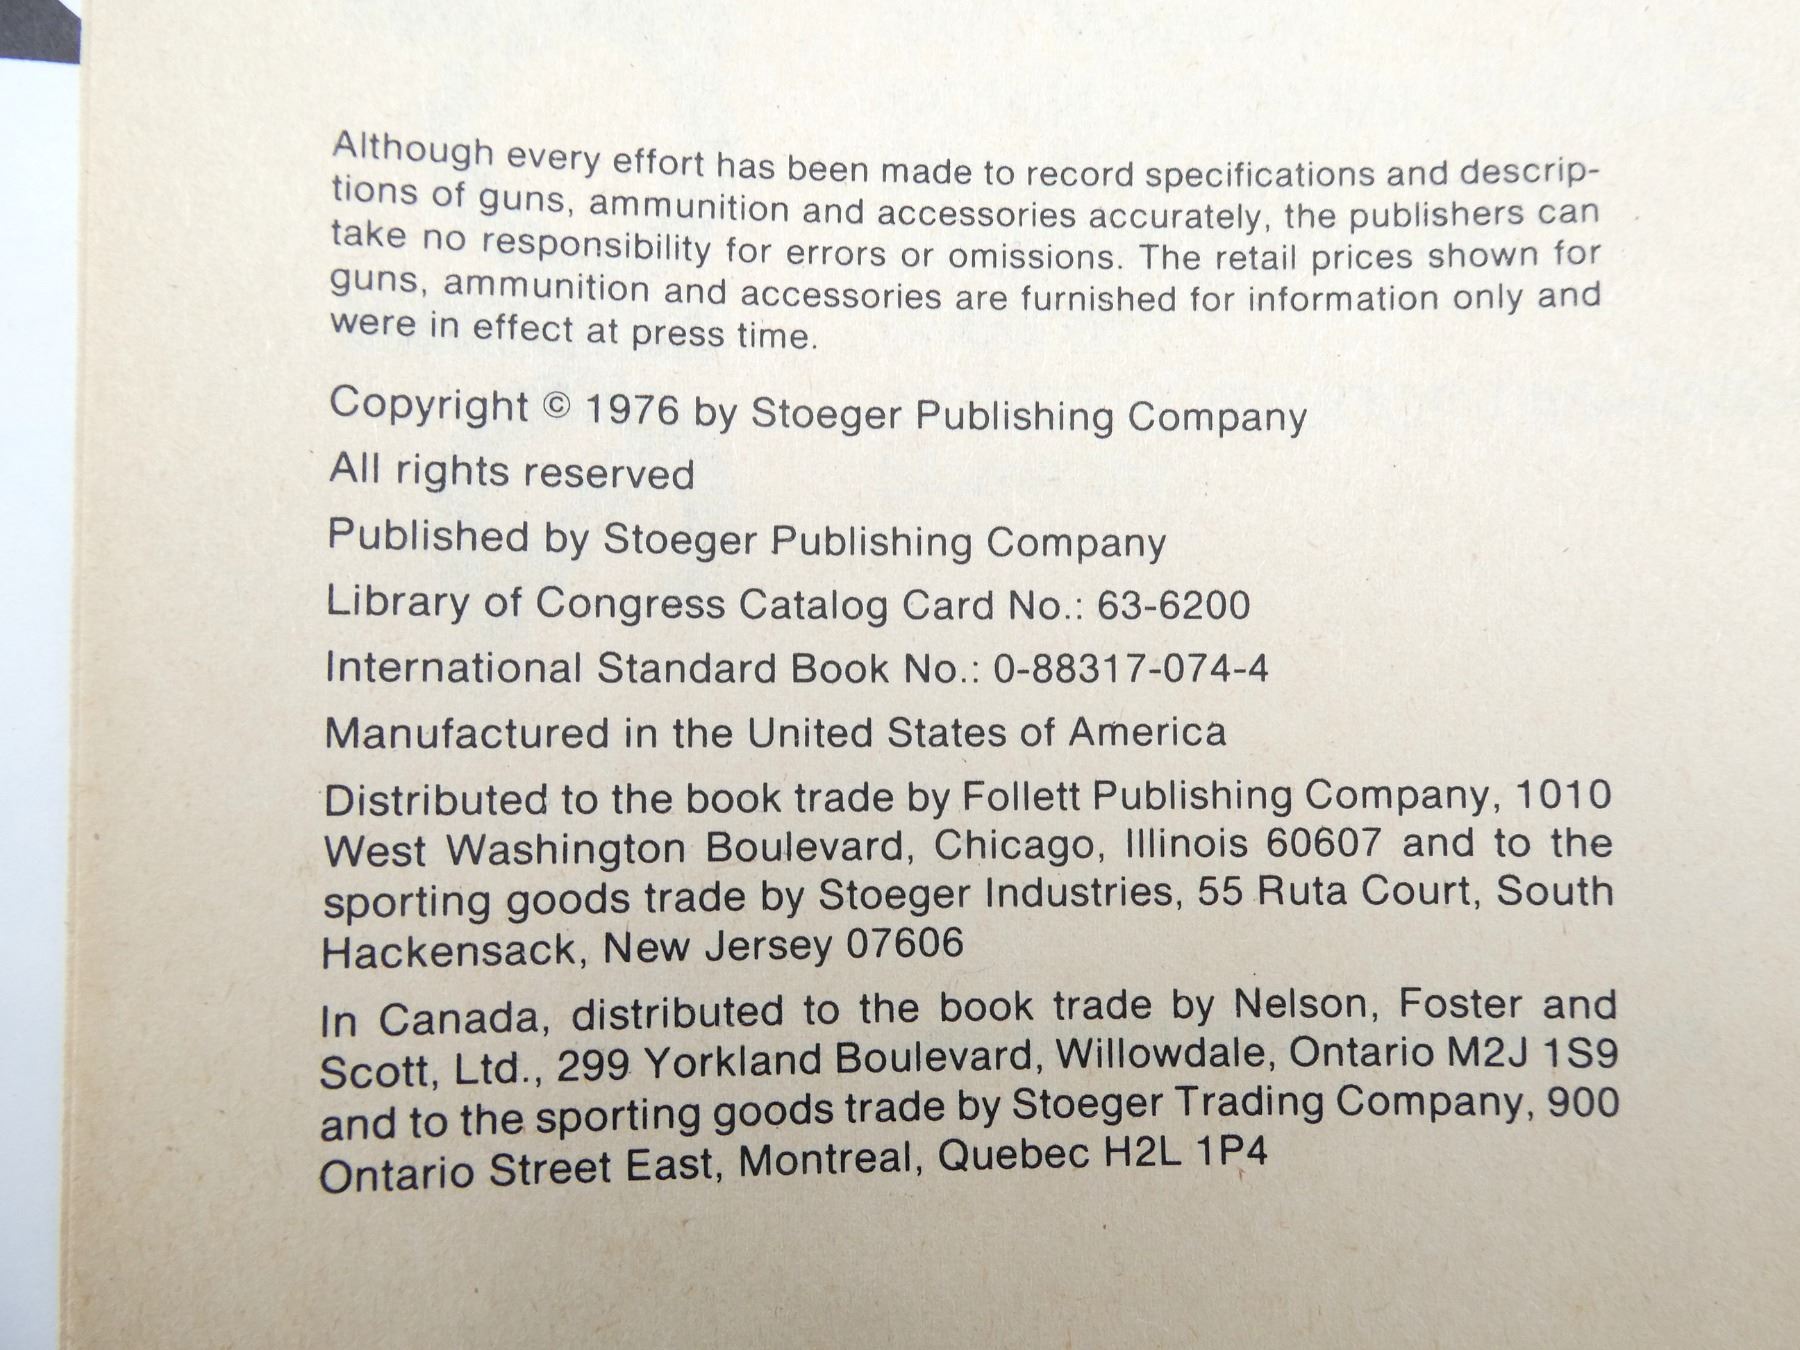 Although every effort has been made to record specifications and descrip-
tions of guns, ammunition and accessories accurately, the publishers can
take no responsibility for errors or omissions. The retail prices shown for
guns, ammunition and accessories are furnished for information only and
were in effect at press time.
Copyright © 1976 by Stoeger Publishing Company
All rights reserved
Published by Stoeger Publishing Company
Library of Congress Catalog Card No.: 63-6200
International Standard Book No.: 0-88317-074-4
Manufactured in the United States of America
Distributed to the book trade by Follett Publishing Company, 1010
West Washington Boulevard, Chicago, Illinois 60607 and to the
sporting goods trade by Stoeger Industries, 55 Ruta Court, South
Hackensack, New Jersey 07606
In Canada, distributed to the book trade by Nelson, Foster and
Scott, Ltd., 299 Yorkland Boulevard, Willowdale, Ontario M2J 1S9
and to the sporting goods trade by Stoeger Trading Company, 900
Ontario Street East, Montreal, Quebec H2L 1P4